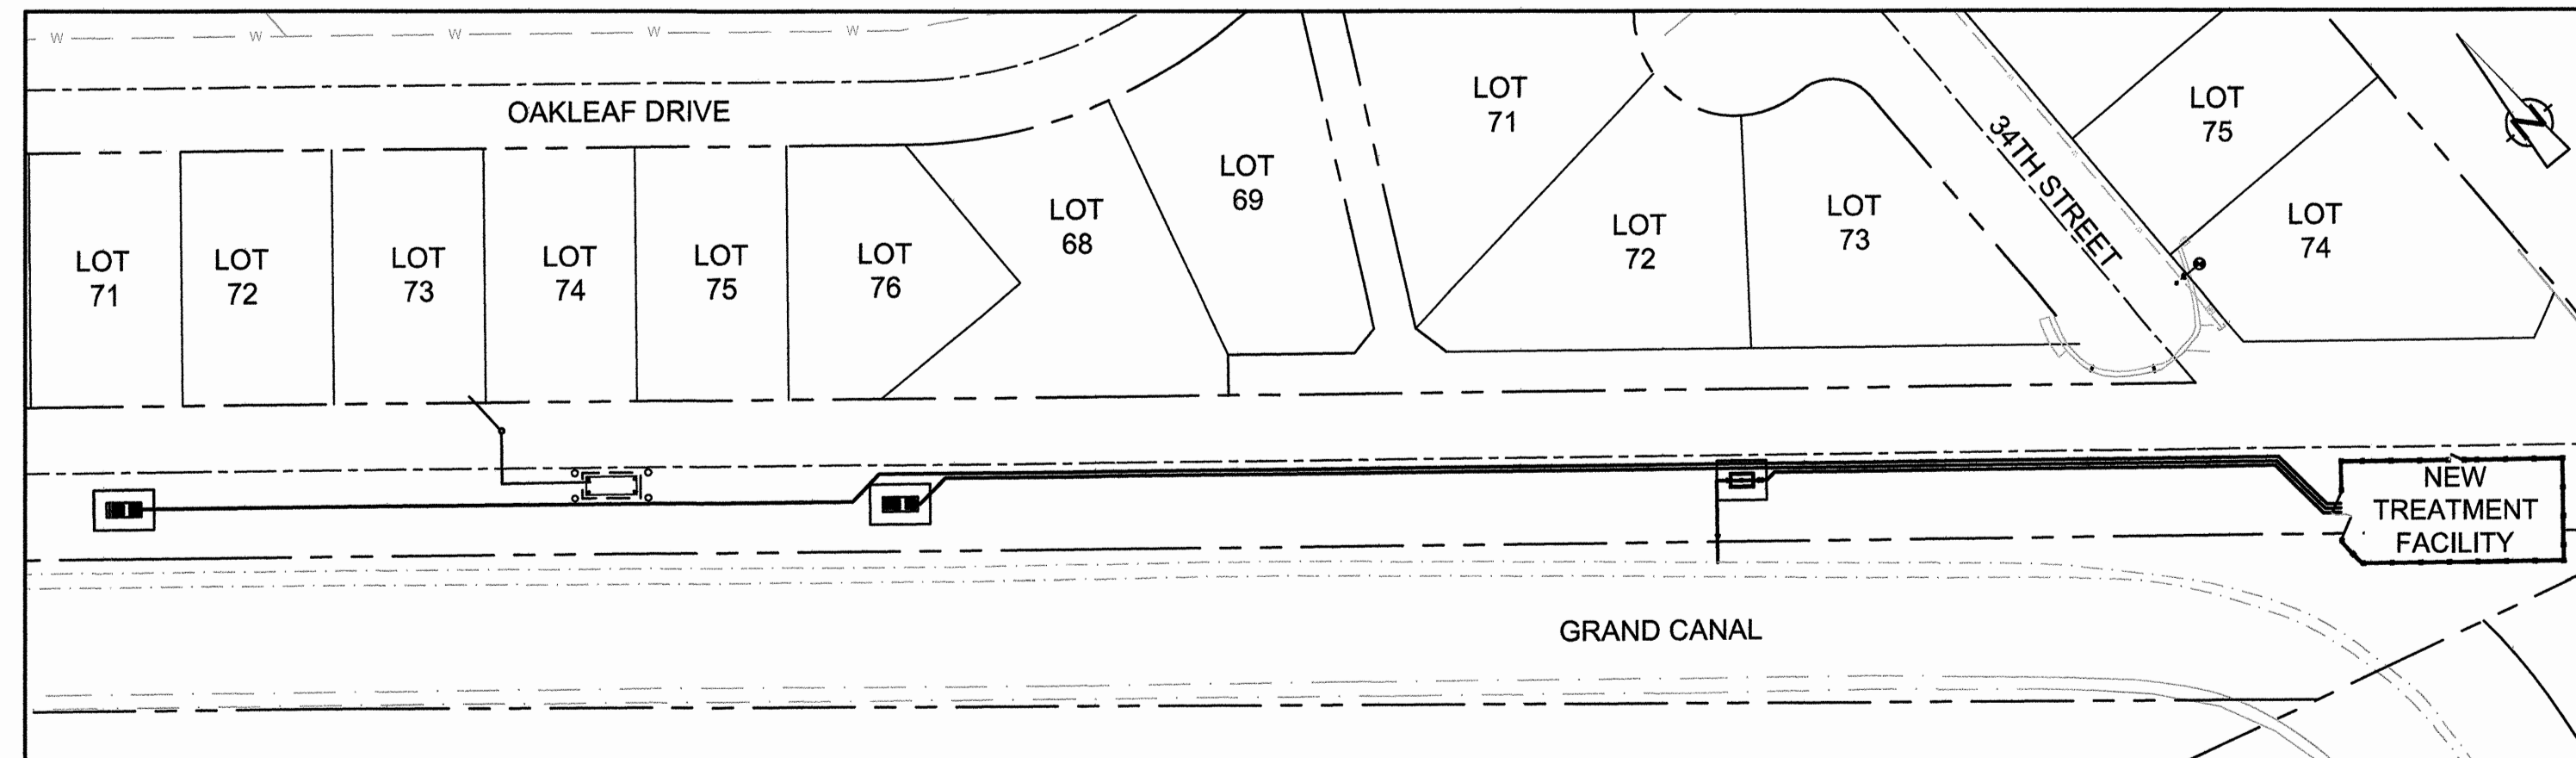 W W W W W
OAKLEAF DRIVE
LOT
71
LOT
72
LOT
73
LOT
74
LOT
75
LOT
76
LOT
68
LOT
69
LOT
71
LOT
72
LOT
73
34TH STREET
LOT
75
LOT
74
N
NEW
TREATMENT
FACILITY
GRAND CANAL